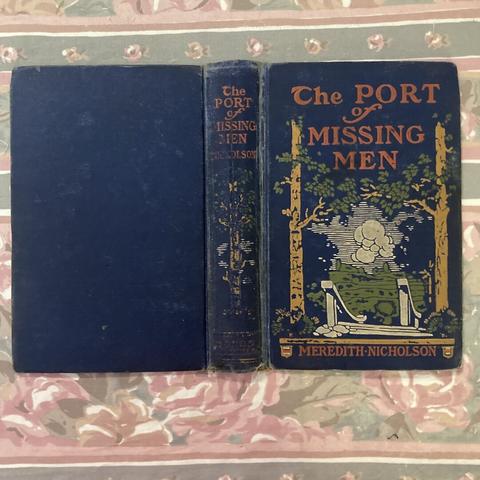 The
PORT
of
MISSING
MEN
NICHOLSON
The PORT
of
MISSING
MEN
MEREDITH·NICHOLSON